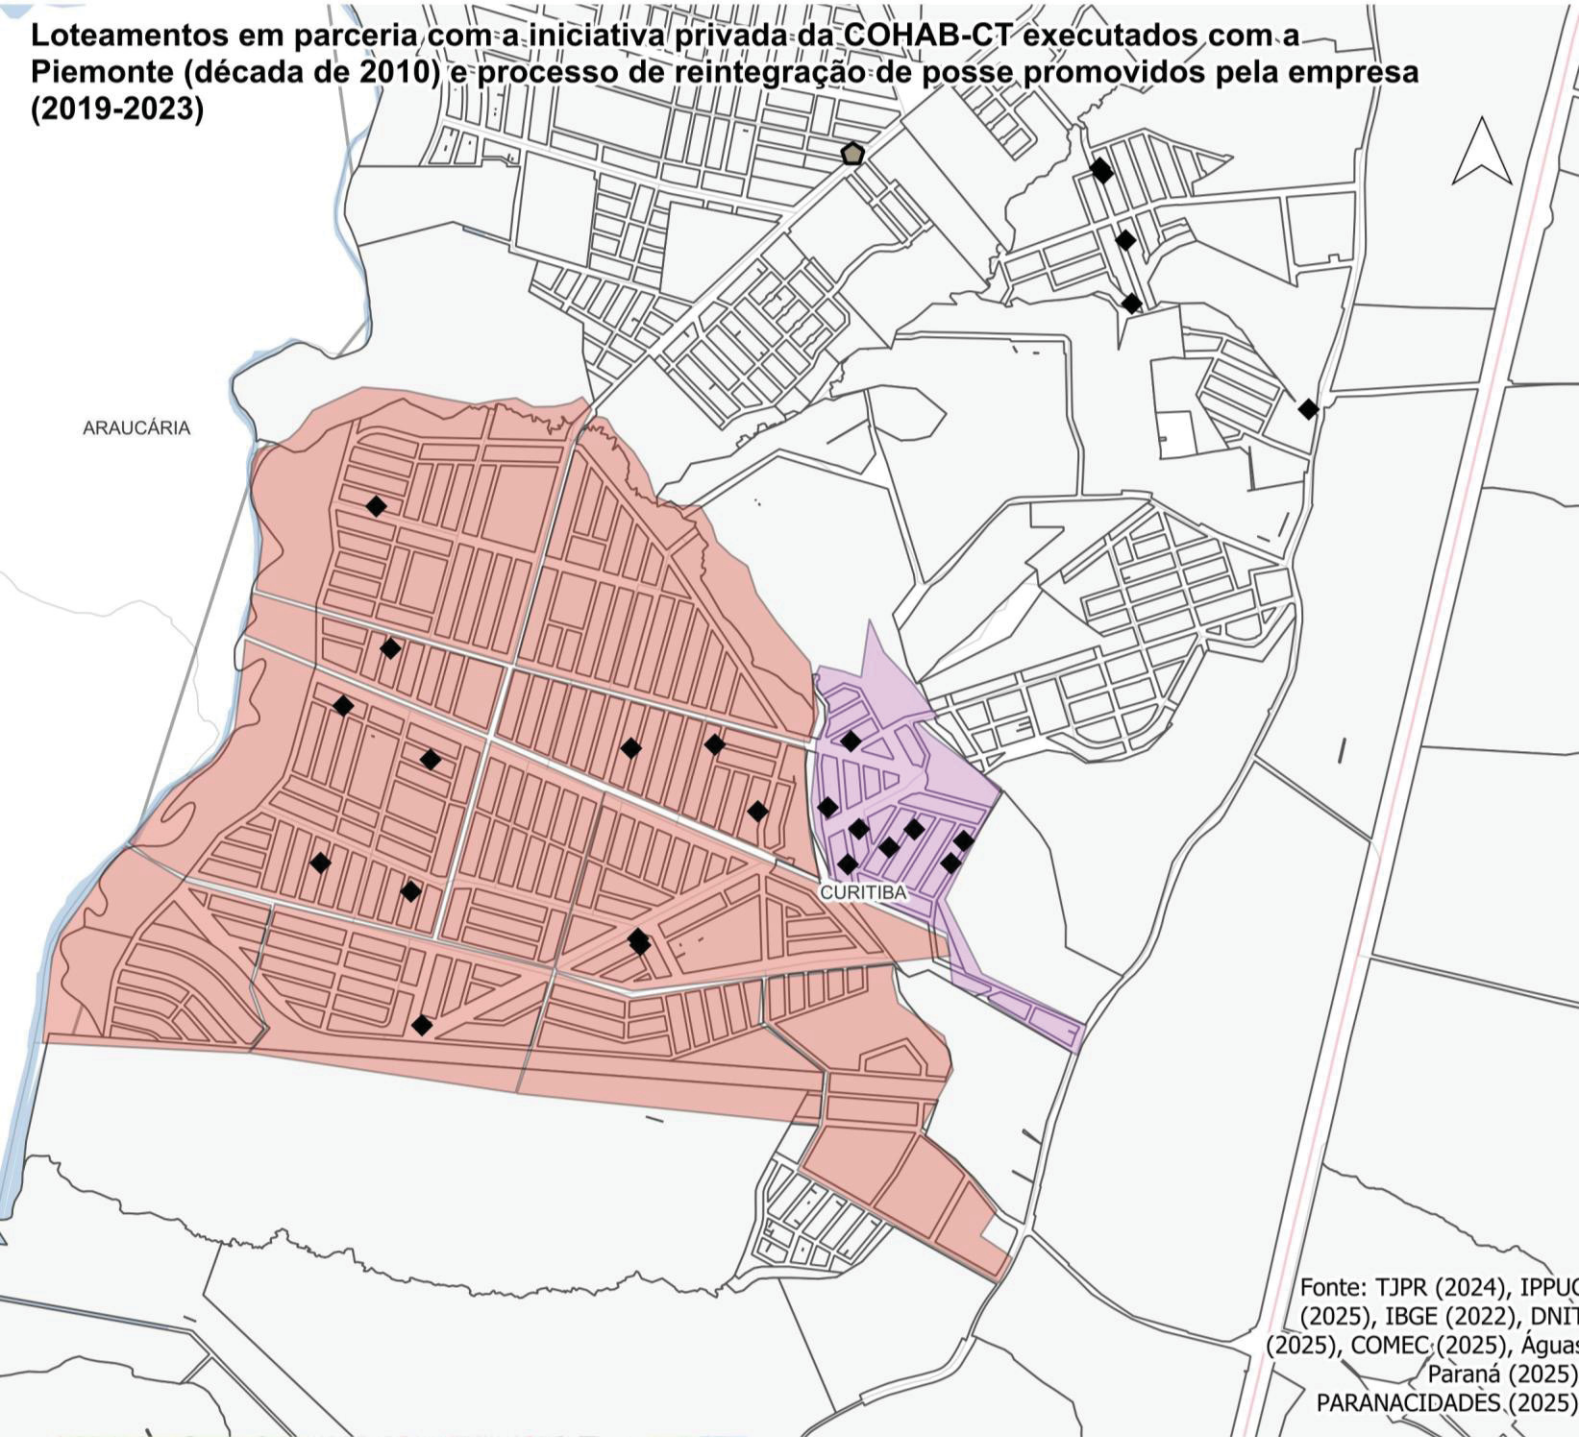 Loteamentos em parceria com a iniciativa privada da COHAB-CT executados com a
Piemonte (década de 2010) e processo de reintegração de posse promovidos pela empresa
(2019-2023)
ARAUCÁRIA
CURITIBA
Fonte: TJPR (2024), IPPUC
(2025), IBGE (2022), DNIT
(2025), COMEC (2025), Águas
Paraná (2025)
PARANACIDADES (2025)